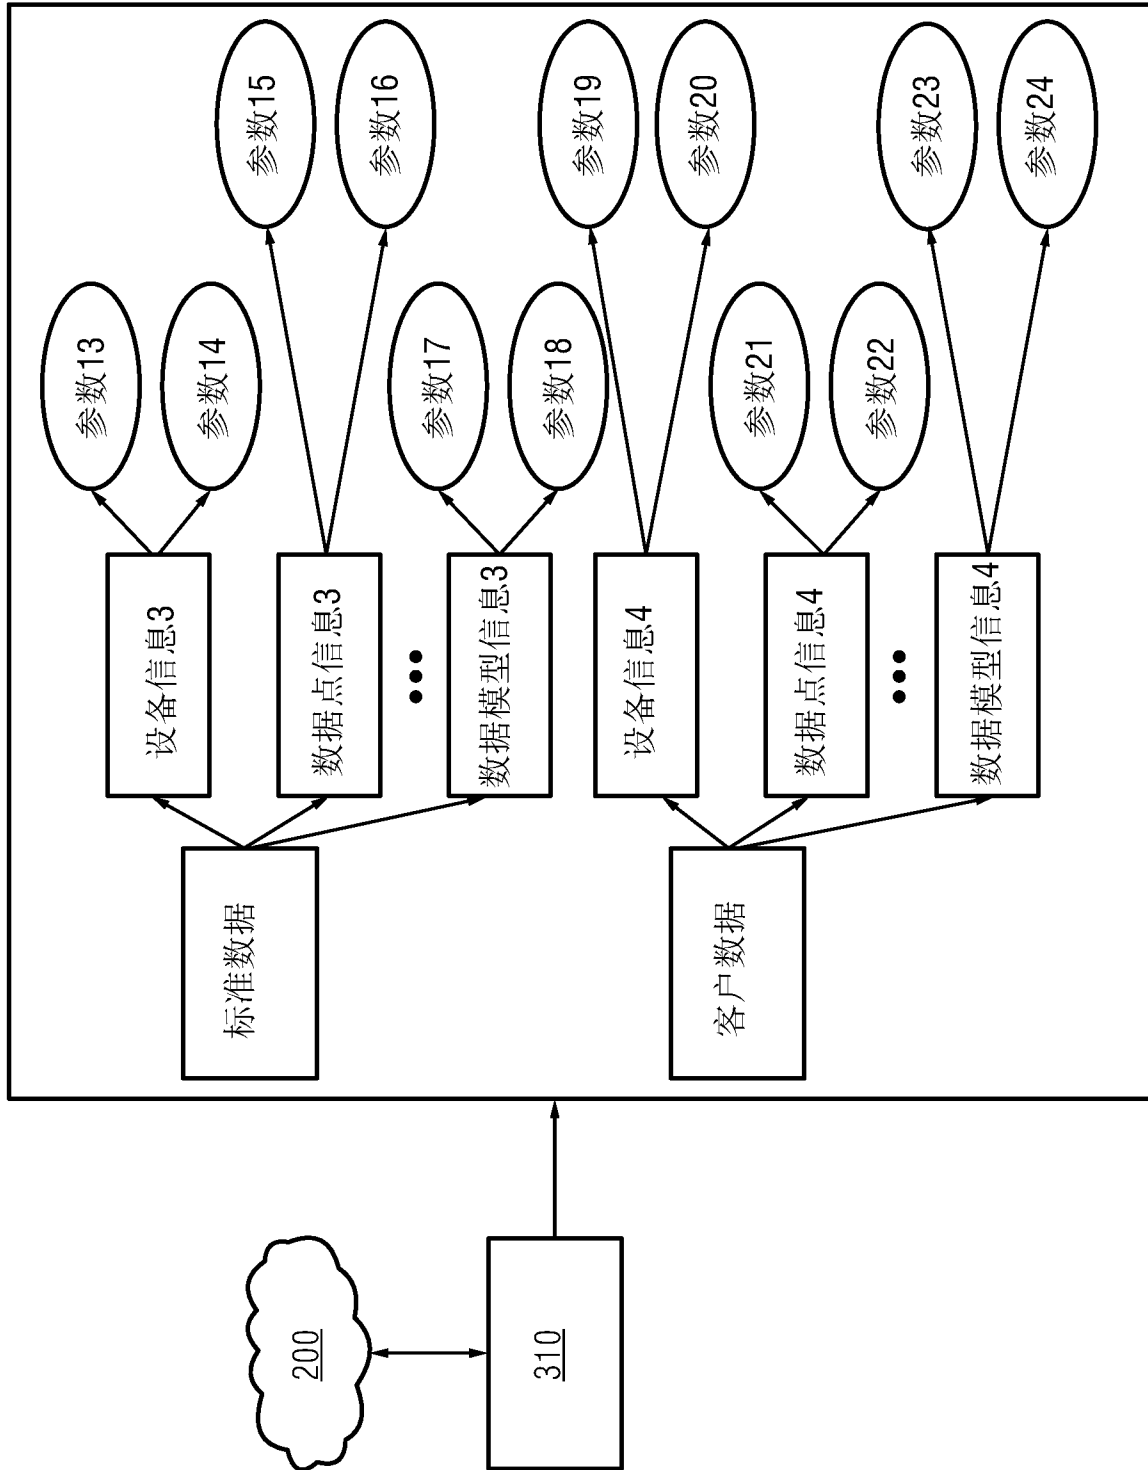 200
310
标准数据
设备信息3
参数13
参数14
数据点信息3
参数15
参数16
数据模型信息3
参数17
参数18
客户数据
设备信息4
参数19
参数20
数据点信息4
参数21
参数22
数据模型信息4
参数23
参数24